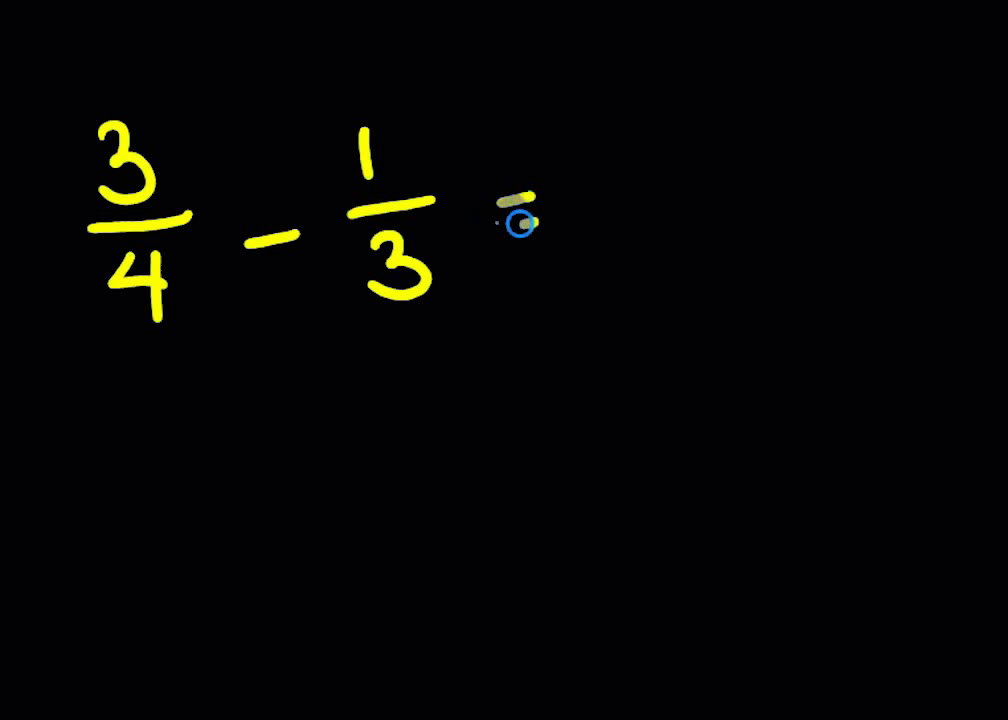 3/4 - 1/3 =